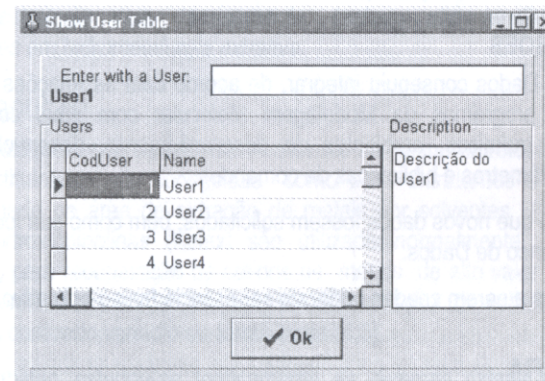 Show User Table
Enter with a User:
User1
Users
Description
CodUser Name
1 User1
2 User2
3 User3
4 User4
Descrição do
User1
Ok